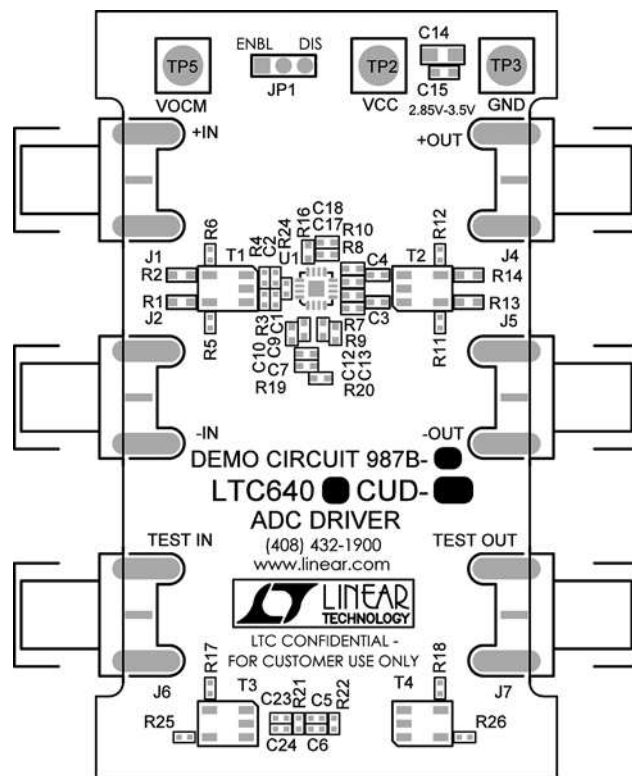 ENBL DIS
C14
TP5
TP2
TP3
JP1
C15
VOCM
VCC
2.85V-3.5V
GND
+IN
+OUT
C18
C17
R16
R24
R10
R8
R6
R4
C2
U1
R12
J1
T1
C4
T2
J4
R2
R14
R1
R13
J2
R3
C1
C3
J5
R5
R7
R9
R11
C10
C9
C7
C12
C13
R19
R20
-IN
-OUT
DEMO CIRCUIT 987B-
LTC640 CUD-
ADC DRIVER
TEST IN
TEST OUT
(408) 432-1900
www.linear.com
LINEAR
TECHNOLOGY
LTC CONFIDENTIAL -
FOR CUSTOMER USE ONLY
R17
R18
J6
T3
C23
R21
C5
R22
T4
J7
R25
C24
C6
R26